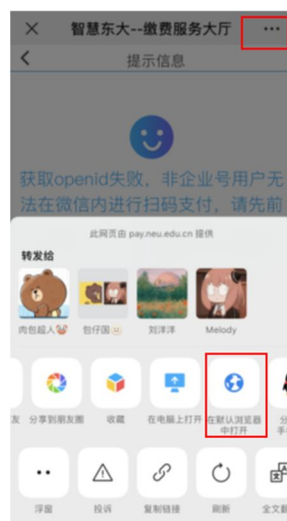 智慧东大--缴费服务大厅
提示信息
获取openid失败，非企业号用户无
法在微信内进行扫码支付，请先前
此网页由 pay.neu.edu.cn 提供
转发给
肉包超人
包仔国
刘洋洋
Melody
友
分享到朋友圈
收藏
在电脑上打开
在默认浏览器
中打开
分
手
浮窗
投诉
复制链接
刷新
全文翻